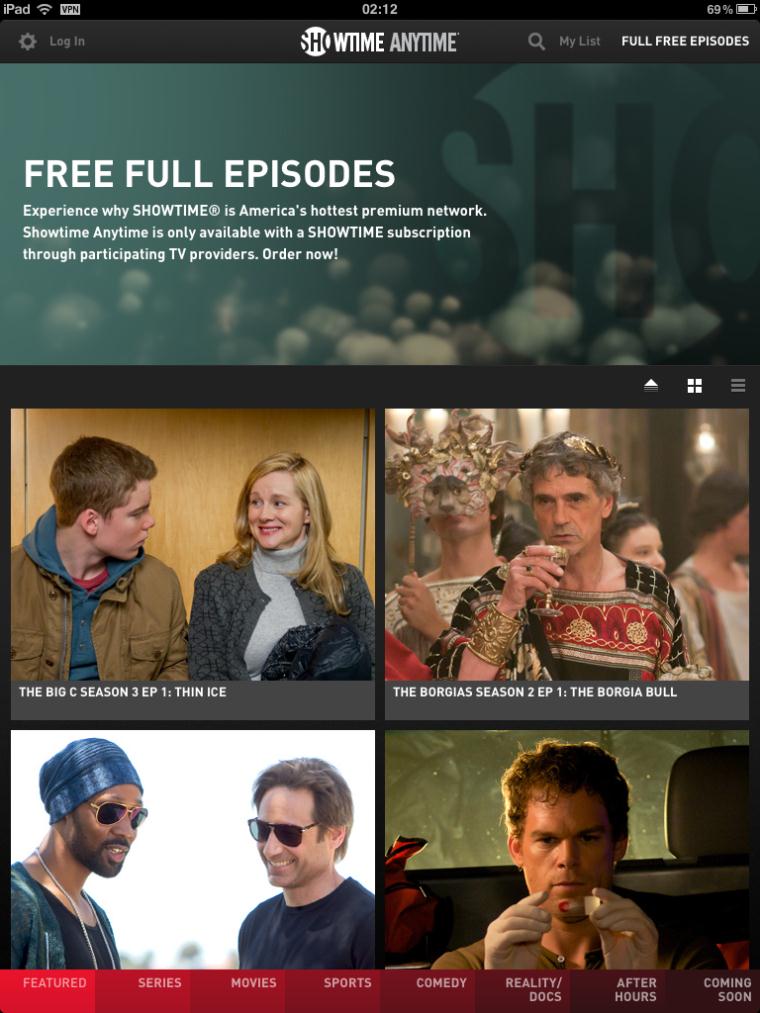 iPad VPN 02:12 69%
Log In SHOWTIME ANYTIME My List FULL FREE EPISODES
SHO
FREE FULL EPISODES
Experience why SHOWTIME® is America's hottest premium network.
Showtime Anytime is only available with a SHOWTIME subscription
through participating TV providers. Order now!
THE BIG C SEASON 3 EP 1: THIN ICE
THE BORGIAS SEASON 2 EP 1: THE BORGIA BULL
FEATURED
SERIES
MOVIES
SPORTS
COMEDY
REALITY/
DOCS
AFTER
HOURS
COMING
SOON